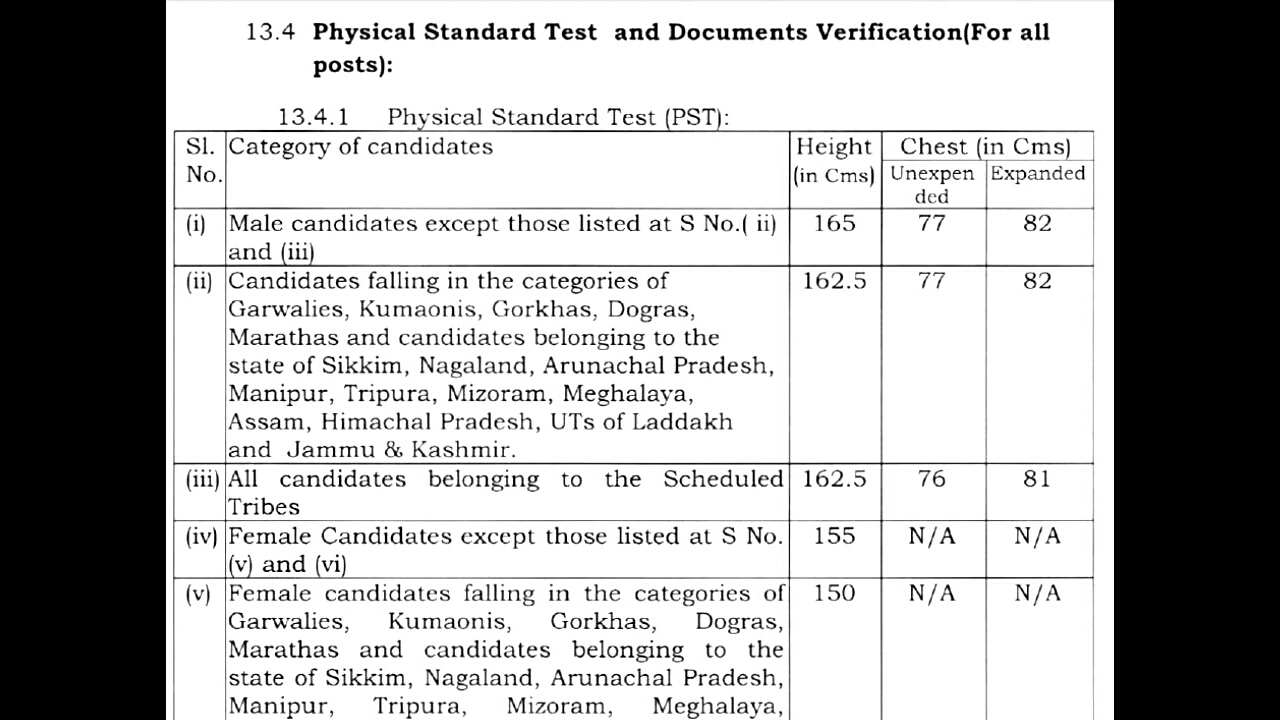 13.4 Physical Standard Test and Documents Verification(For all
posts):
13.4.1 Physical Standard Test (PST):
Sl. No. Category of candidates Height (in Cms) Chest (in Cms)
Unexpen ded Expanded
(i) Male candidates except those listed at S No.( ii) 165 77 82
and (iii)
(ii) Candidates falling in the categories of 162.5 77 82
Garwalies, Kumaonis, Gorkhas, Dogras,
Marathas and candidates belonging to the
state of Sikkim, Nagaland, Arunachal Pradesh,
Manipur, Tripura, Mizoram, Meghalaya,
Assam, Himachal Pradesh, UTs of Laddakh
and Jammu & Kashmir.
(iii) All candidates belonging to the Scheduled 162.5 76 81
Tribes
(iv) Female Candidates except those listed at S No. 155 N/A N/A
(v) and (vi)
(v) Female candidates falling in the categories of 150 N/A N/A
Garwalies, Kumaonis, Gorkhas, Dogras,
Marathas and candidates belonging to the
state of Sikkim, Nagaland, Arunachal Pradesh,
Manipur, Tripura, Mizoram, Meghalaya,